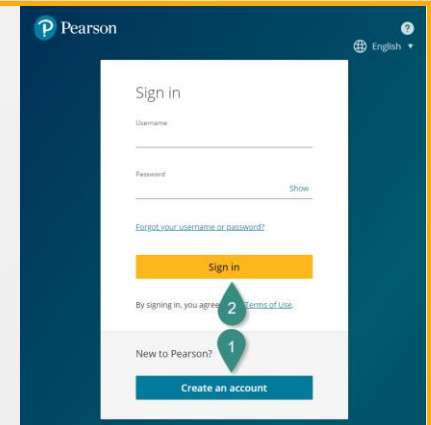 Pearson
?
English
Sign in
Username
Password
Show
Forgot your username or password?
Sign in
By signing in, you agree Terms of Use.
2
New to Pearson?
1
Create an account